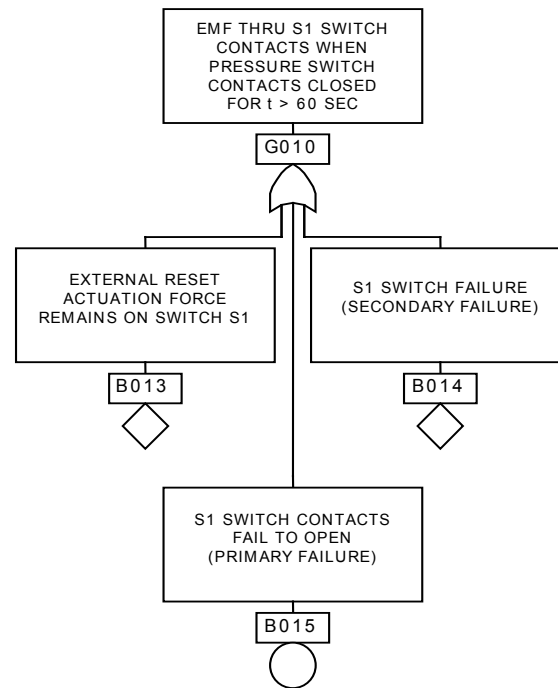 EMF THRU S1 SWITCH
CONTACTS WHEN
PRESSURE SWITCH
CONTACTS CLOSED
FOR t > 60 SEC
G010
EXTERNAL RESET
ACTUATION FORCE
REMAINS ON SWITCH S1
B013
S1 SWITCH FAILURE
(SECONDARY FAILURE)
B014
S1 SWITCH CONTACTS
FAIL TO OPEN
(PRIMARY FAILURE)
B015